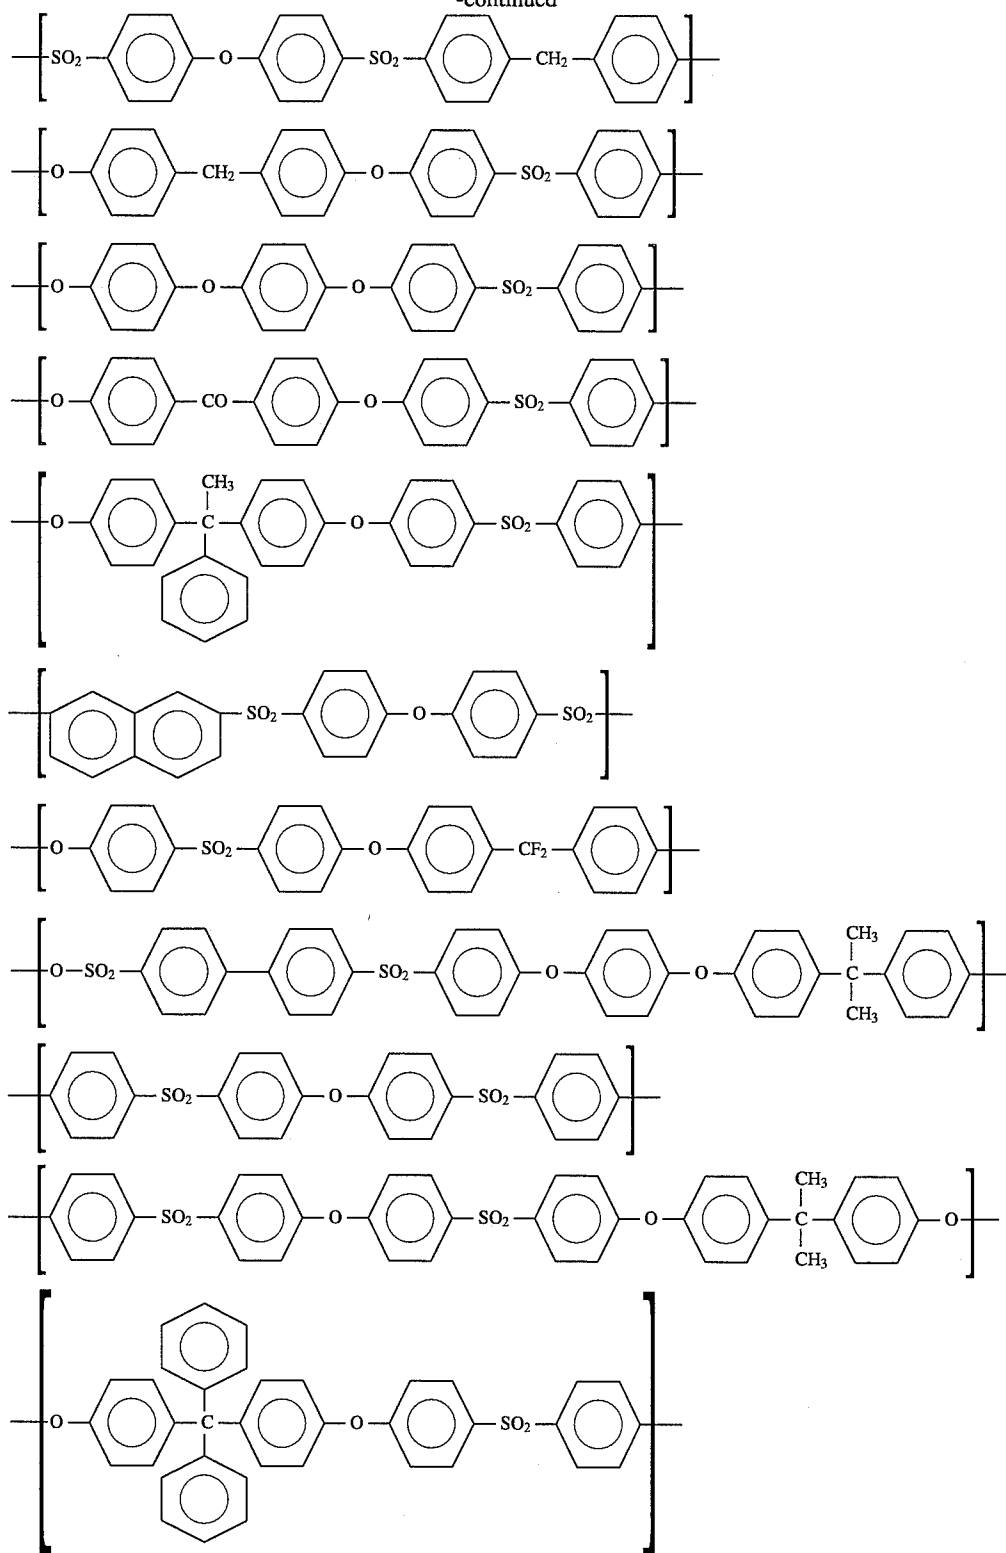 -continued
SO2 O SO2 CH2
O CH2 O SO2
O O O SO2
O CO O SO2
CH3
O C O SO2
SO2 O SO2
O SO2 O CF2
CH3
O SO2 SO2 O O C
CH3
SO2 O SO2
CH3
SO2 O SO2 O C O
CH3
O C O SO2